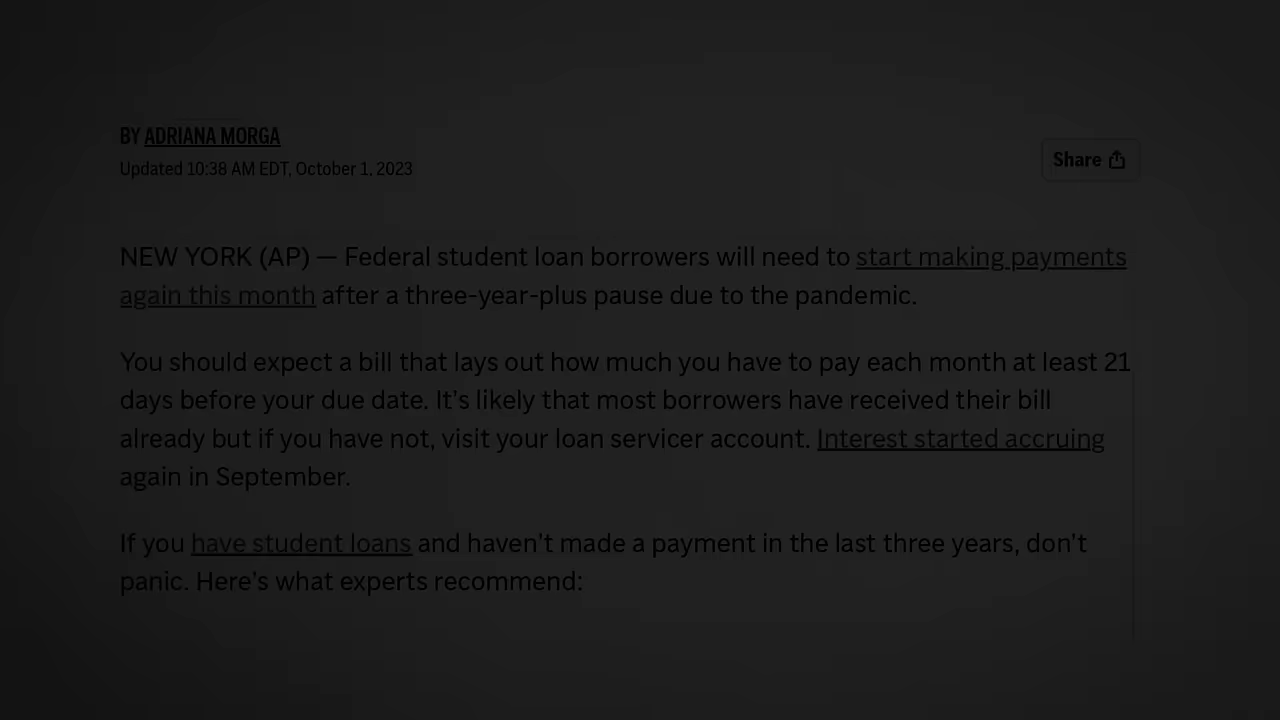 BY ADRIANA MORGA
Updated 10:38 AM EDT, October 1, 2023
Share
NEW YORK (AP) — Federal student loan borrowers will need to start making payments
again this month after a three-year-plus pause due to the pandemic.
You should expect a bill that lays out how much you have to pay each month at least 21
days before your due date. It’s likely that most borrowers have received their bill
already but if you have not, visit your loan servicer account. Interest started accruing
again in September.
If you have student loans and haven’t made a payment in the last three years, don’t
panic. Here’s what experts recommend: